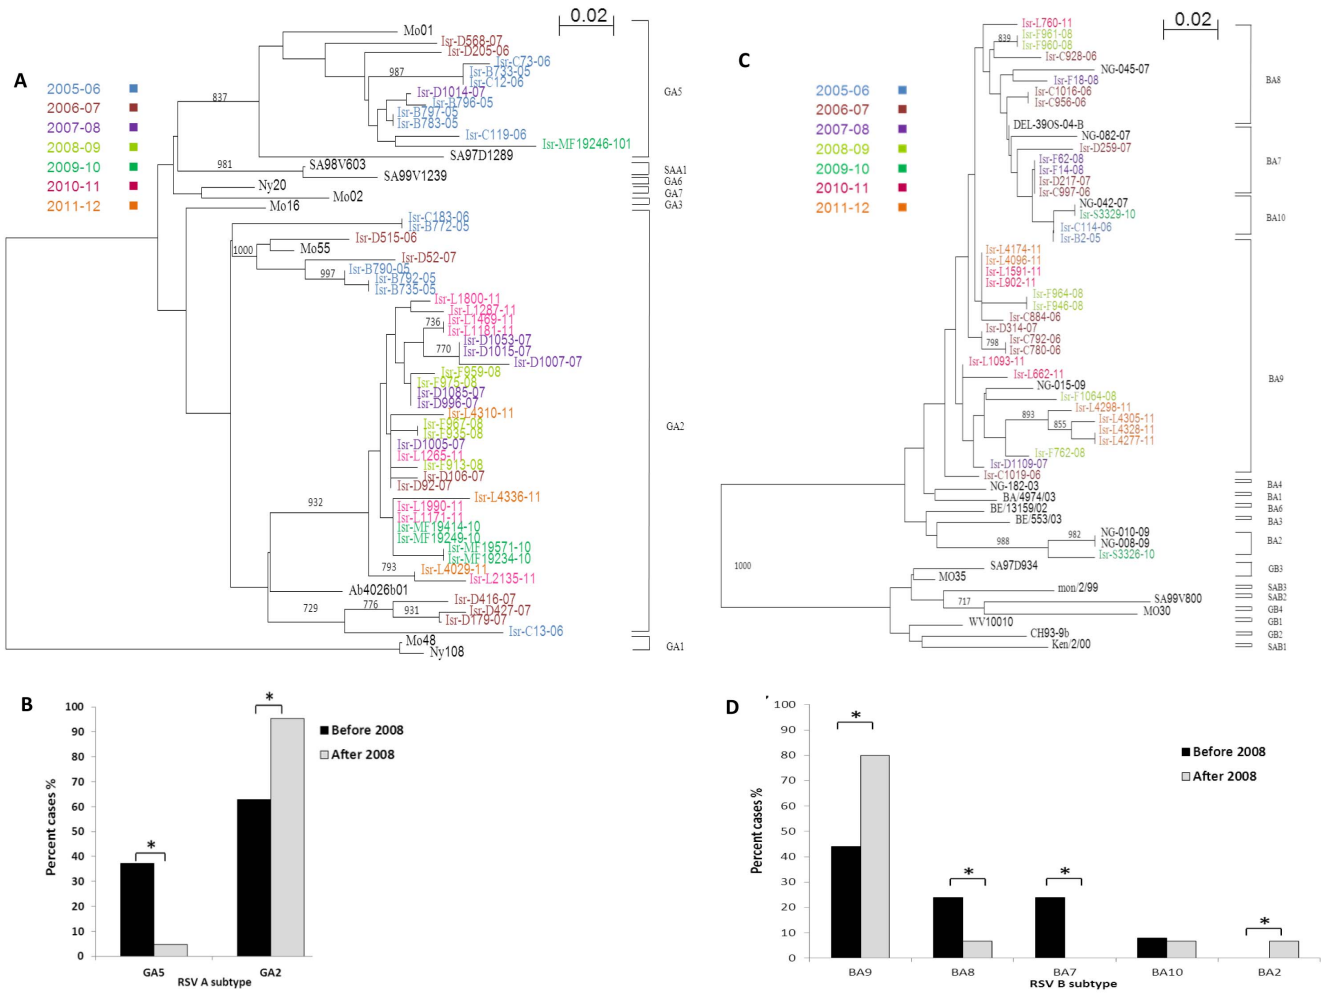 A
0.02
2005-06
2006-07
2007-08
2008-09
2009-10
2010-11
2011-12
Mo01
Isr-D568-07
Isr-D205-06
987
Isr-C73-06
Isr-B733-05
Isr-C12-06
Isr-D1014-07
Isr-B796-05
Isr-B797-05
Isr-B783-05
837
Isr-C119-06
Isr-MF19246-101
SA97D1289
GA5
981
SA98V603
SA99V1239
SAA1
Ny20
GA6
Mo02
GA7
Mo16
GA3
Isr-C183-06
Isr-B772-05
Isr-D515-06
1000
Mo55
Isr-D52-07
997
Isr-B790-05
Isr-B792-05
Isr-B735-05
Isr-L1800-11
Isr-L1287-11
736
Isr-L1469-11
Isr-L1181-11
Isr-D1053-07
770
Isr-D1015-07
Isr-D1007-07
Isr-F959-08
Isr-F975-08
Isr-D1085-07
Isr-D996-07
Isr-L4310-11
Isr-F967-08
Isr-F935-08
GA2
Isr-D1005-07
Isr-L1265-11
Isr-F913-08
Isr-D106-07
Isr-D92-07
932
Isr-L4336-11
Isr-L1990-11
Isr-L1171-11
Isr-MF19414-10
Isr-MF19249-10
Isr-MF19571-10
Isr-MF19234-10
793
Isr-L4029-11
Isr-L2135-11
Ab4026b01
729
776
Isr-D416-07
931
Isr-D427-07
Isr-D179-07
Isr-C13-06
Mo48
Ny108
GA1
C
0.02
2005-06
2006-07
2007-08
2008-09
2009-10
2010-11
2011-12
Isr-L760-11
839
Isr-F961-08
Isr-F960-08
Isr-C928-06
NG-045-07
Isr-F18-08
Isr-C1016-06
Isr-C956-06
BA8
DEL-39OS-04-B
NG-082-07
Isr-D259-07
Isr-F62-08
Isr-F14-08
Isr-D217-07
Isr-C997-06
BA7
NG-042-07
Isr-S3329-10
Isr-C114-06
Isr-B2-05
BA10
Isr-L4174-11
Isr-L4096-11
Isr-L1591-11
Isr-L902-11
Isr-F964-08
Isr-F946-08
Isr-C884-06
Isr-D314-07
798
Isr-C792-06
Isr-C780-06
Isr-L1093-11
Isr-L662-11
BA9
NG-015-09
Isr-F1064-08
Isr-L4298-11
893
Isr-L4305-11
855
Isr-L4328-11
Isr-L4277-11
Isr-F762-08
Isr-D1109-07
Isr-C1019-06
NG-182-03
BA4
BA/4974/03
BA1
BE/13159/02
BA6
BE/553/03
BA3
NG-010-09
982
988
NG-008-09
BA2
Isr-S3326-10
1000
SA97D934
GB3
MO35
mon/2/99
SAB3
717
SA99V800
SAB2
MO30
GB4
WV10010
GB1
CH93-9b
GB2
Ken/2/00
SAB1
B
Percent cases %
100
90
80
70
60
50
40
30
20
10
0
*
*
Before 2008
After 2008
GA5
GA2
RSV A subtype
D
Percent cases %
100
90
80
70
60
50
40
30
20
10
0
*
*
*
*
Before 2008
After 2008
BA9
BA8
BA7
BA10
BA2
RSV B subtype